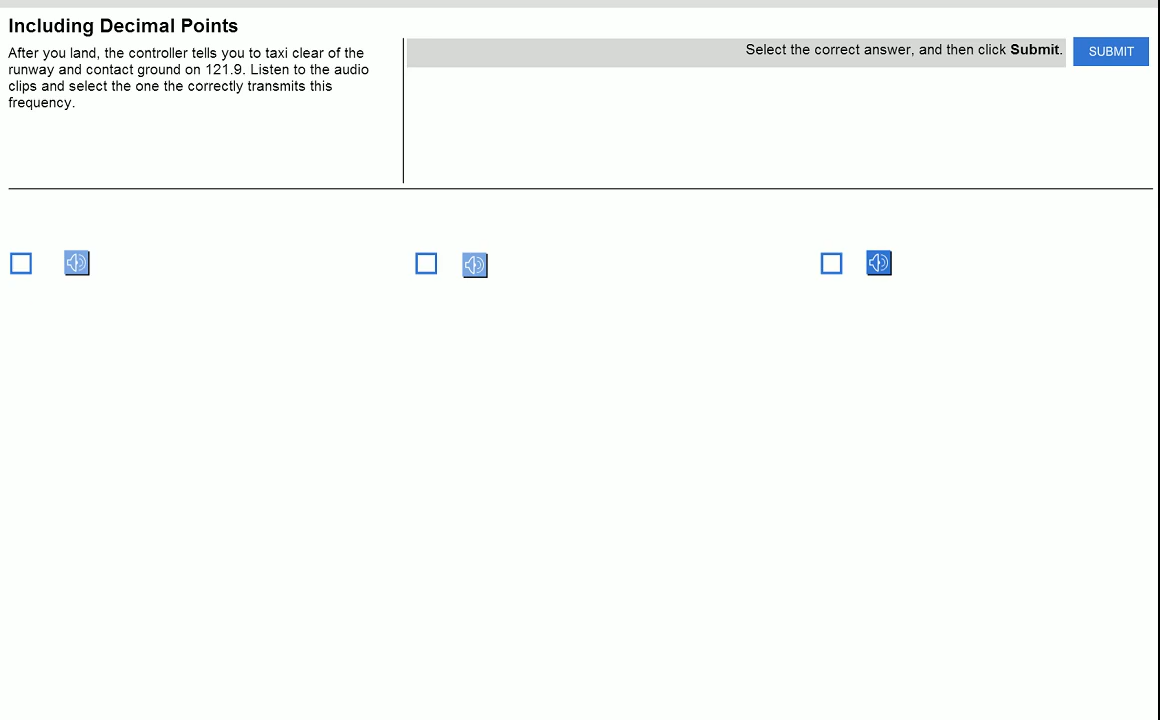 Including Decimal Points
After you land, the controller tells you to taxi clear of the
runway and contact ground on 121.9. Listen to the audio
clips and select the one the correctly transmits this
frequency.
Select the correct answer, and then click Submit.
SUBMIT